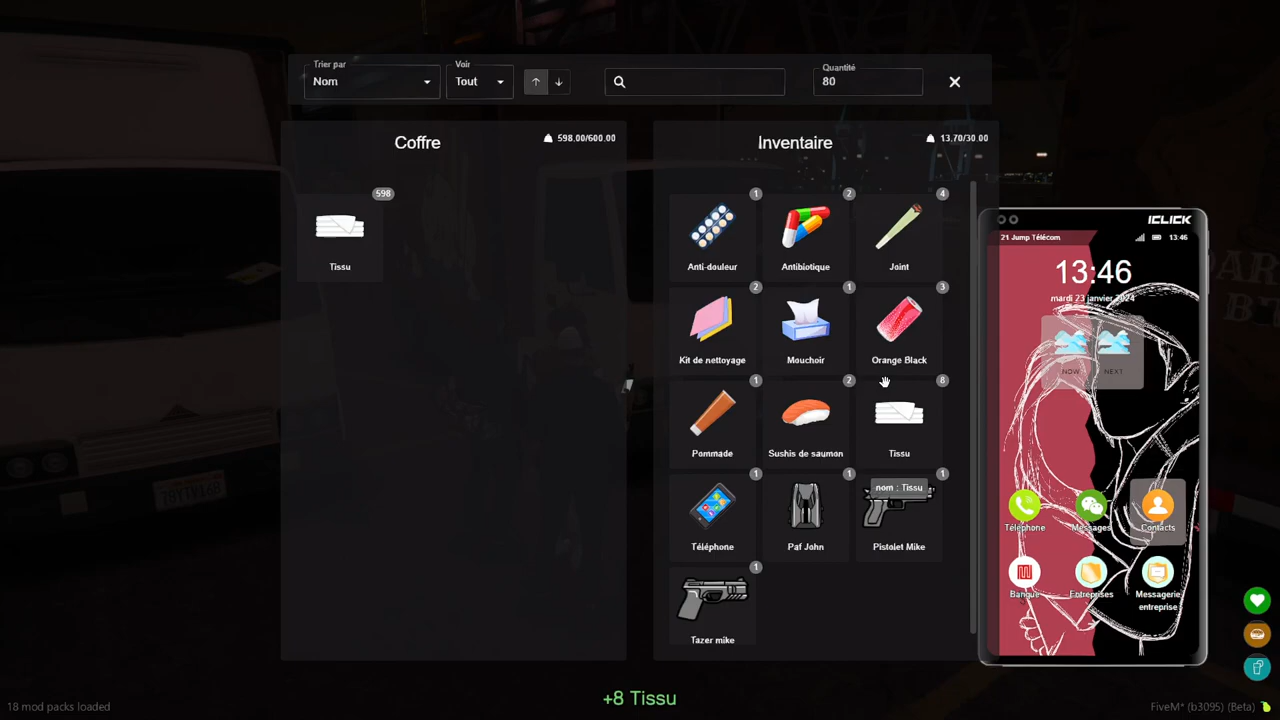 Trier par
Nom
Voir
Tout
Quantité
80
Coffre
598.00/600.00
598
Tissu
Inventaire
13.70/30.00
1
Anti-douleur
2
Antibiotique
4
Joint
2
Kit de nettoyage
1
Mouchoir
3
Orange Black
1
Pommade
2
Sushis de saumon
8
Tissu
1
Téléphone
1
Paf John
1
nom : Tissu
Pistolet Mike
1
Tazer mike
ICLICK
21 Jump Télécom
13:46
13:46
mardi 23 janvier 2024
NOW
NEXT
Téléphone
Messages
Contacts
Banque
Entreprises
Messagerie
entreprise
+8 Tissu
18 mod packs loaded
FiveM* (b3095) (Beta)